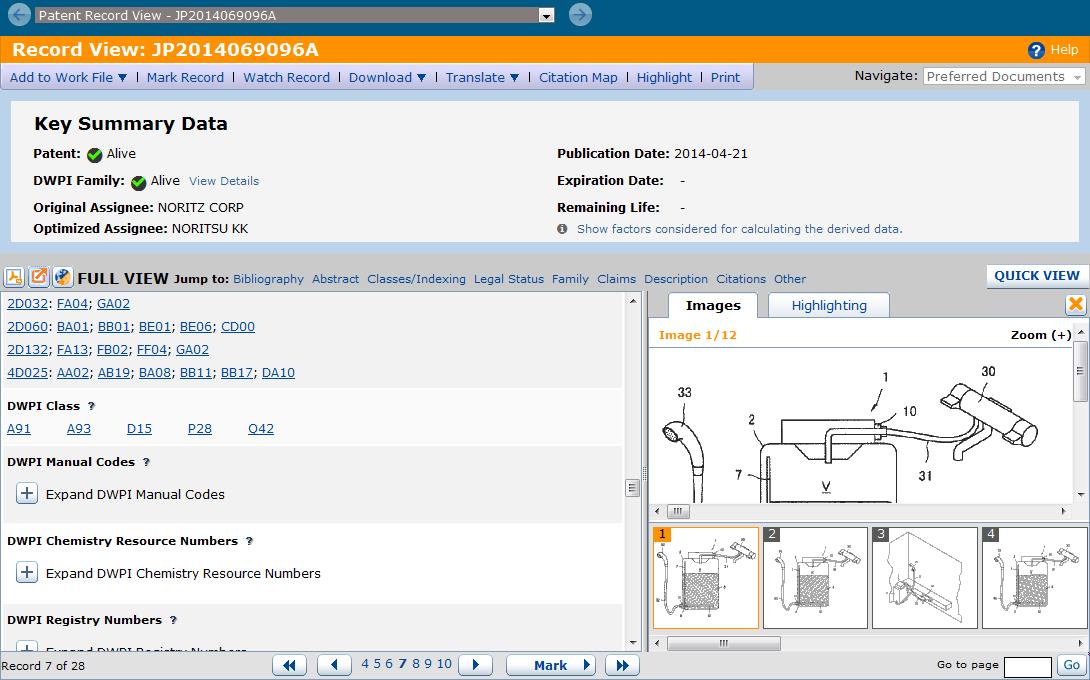 Patent Record View - JP2014069096A
Record View: JP2014069096A
? Help
Add to Work File ▼ | Mark Record | Watch Record | Download ▼ | Translate ▼ | Citation Map | Highlight | Print
Navigate: Preferred Documents
Key Summary Data
Patent: Alive
Publication Date: 2014-04-21
DWPI Family: Alive View Details
Expiration Date: -
Original Assignee: NORITZ CORP
Remaining Life: -
Optimized Assignee: NORITSU KK
Show factors considered for calculating the derived data.
FULL VIEW Jump to: Bibliography Abstract Classes/Indexing Legal Status Family Claims Description Citations Other
QUICK VIEW
2D032; FA04; GA02
2D060; BA01; BB01; BE01; BE06; CD00
2D132; FA13; FB02; FF04; GA02
4D025; AA02; AB19; BA08; BB11; BB17; DA10
DWPI Class ?
A91 A93 D15 P28 Q42
DWPI Manual Codes ?
+ Expand DWPI Manual Codes
DWPI Chemistry Resource Numbers ?
+ Expand DWPI Chemistry Resource Numbers
DWPI Registry Numbers ?
+ Expand DWPI Registry Numbers
Images Highlighting
Image 1/12
Zoom (+)
33
2
7
1
10
30
31
V
1
2
3
4
Record 7 of 28
4 5 6 7 8 9 10
Mark
Go to page
Go